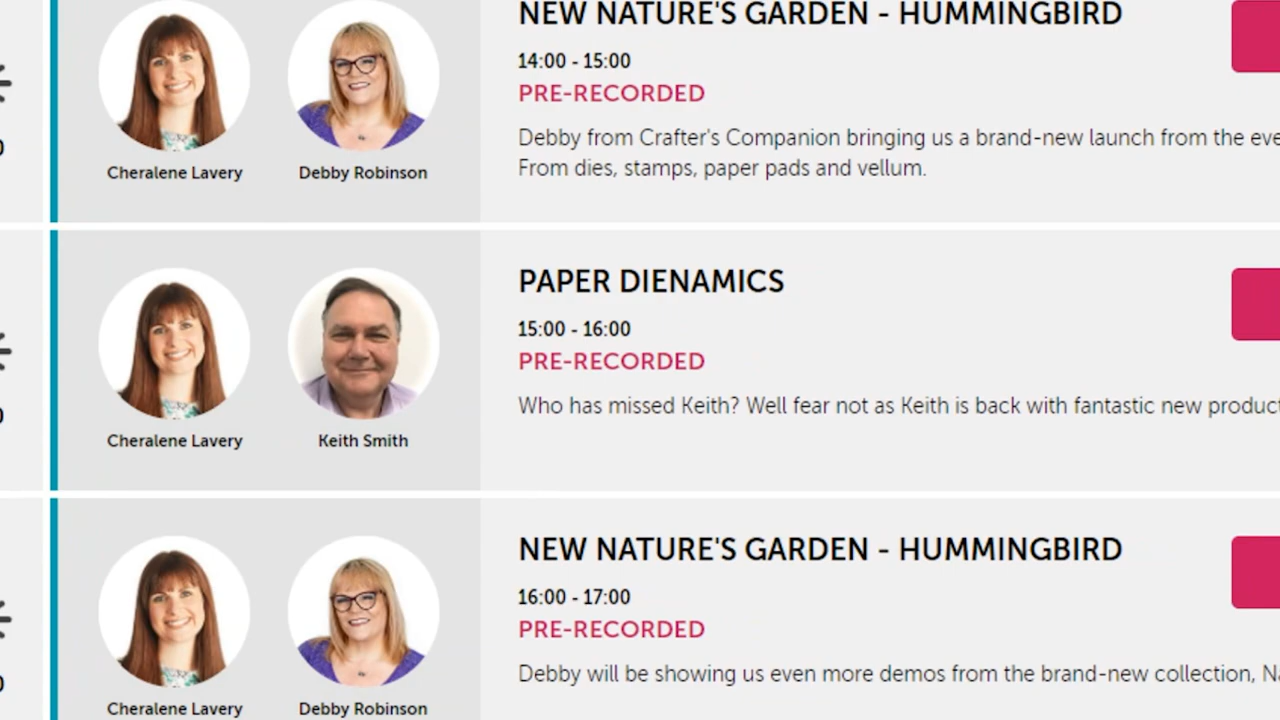 NEW NATURE'S GARDEN - HUMMINGBIRD
14:00 - 15:00
PRE-RECORDED
Debby from Crafter's Companion bringing us a brand-new launch from the
From dies, stamps, paper pads and vellum.
Cheralene Lavery
Debby Robinson
PAPER DIENAMICS
15:00 - 16:00
PRE-RECORDED
Who has missed Keith? Well fear not as Keith is back with fantastic new
Cheralene Lavery
Keith Smith
NEW NATURE'S GARDEN - HUMMINGBIRD
16:00 - 17:00
PRE-RECORDED
Debby will be showing us even more demos from the brand-new collection,
Cheralene Lavery
Debby Robinson